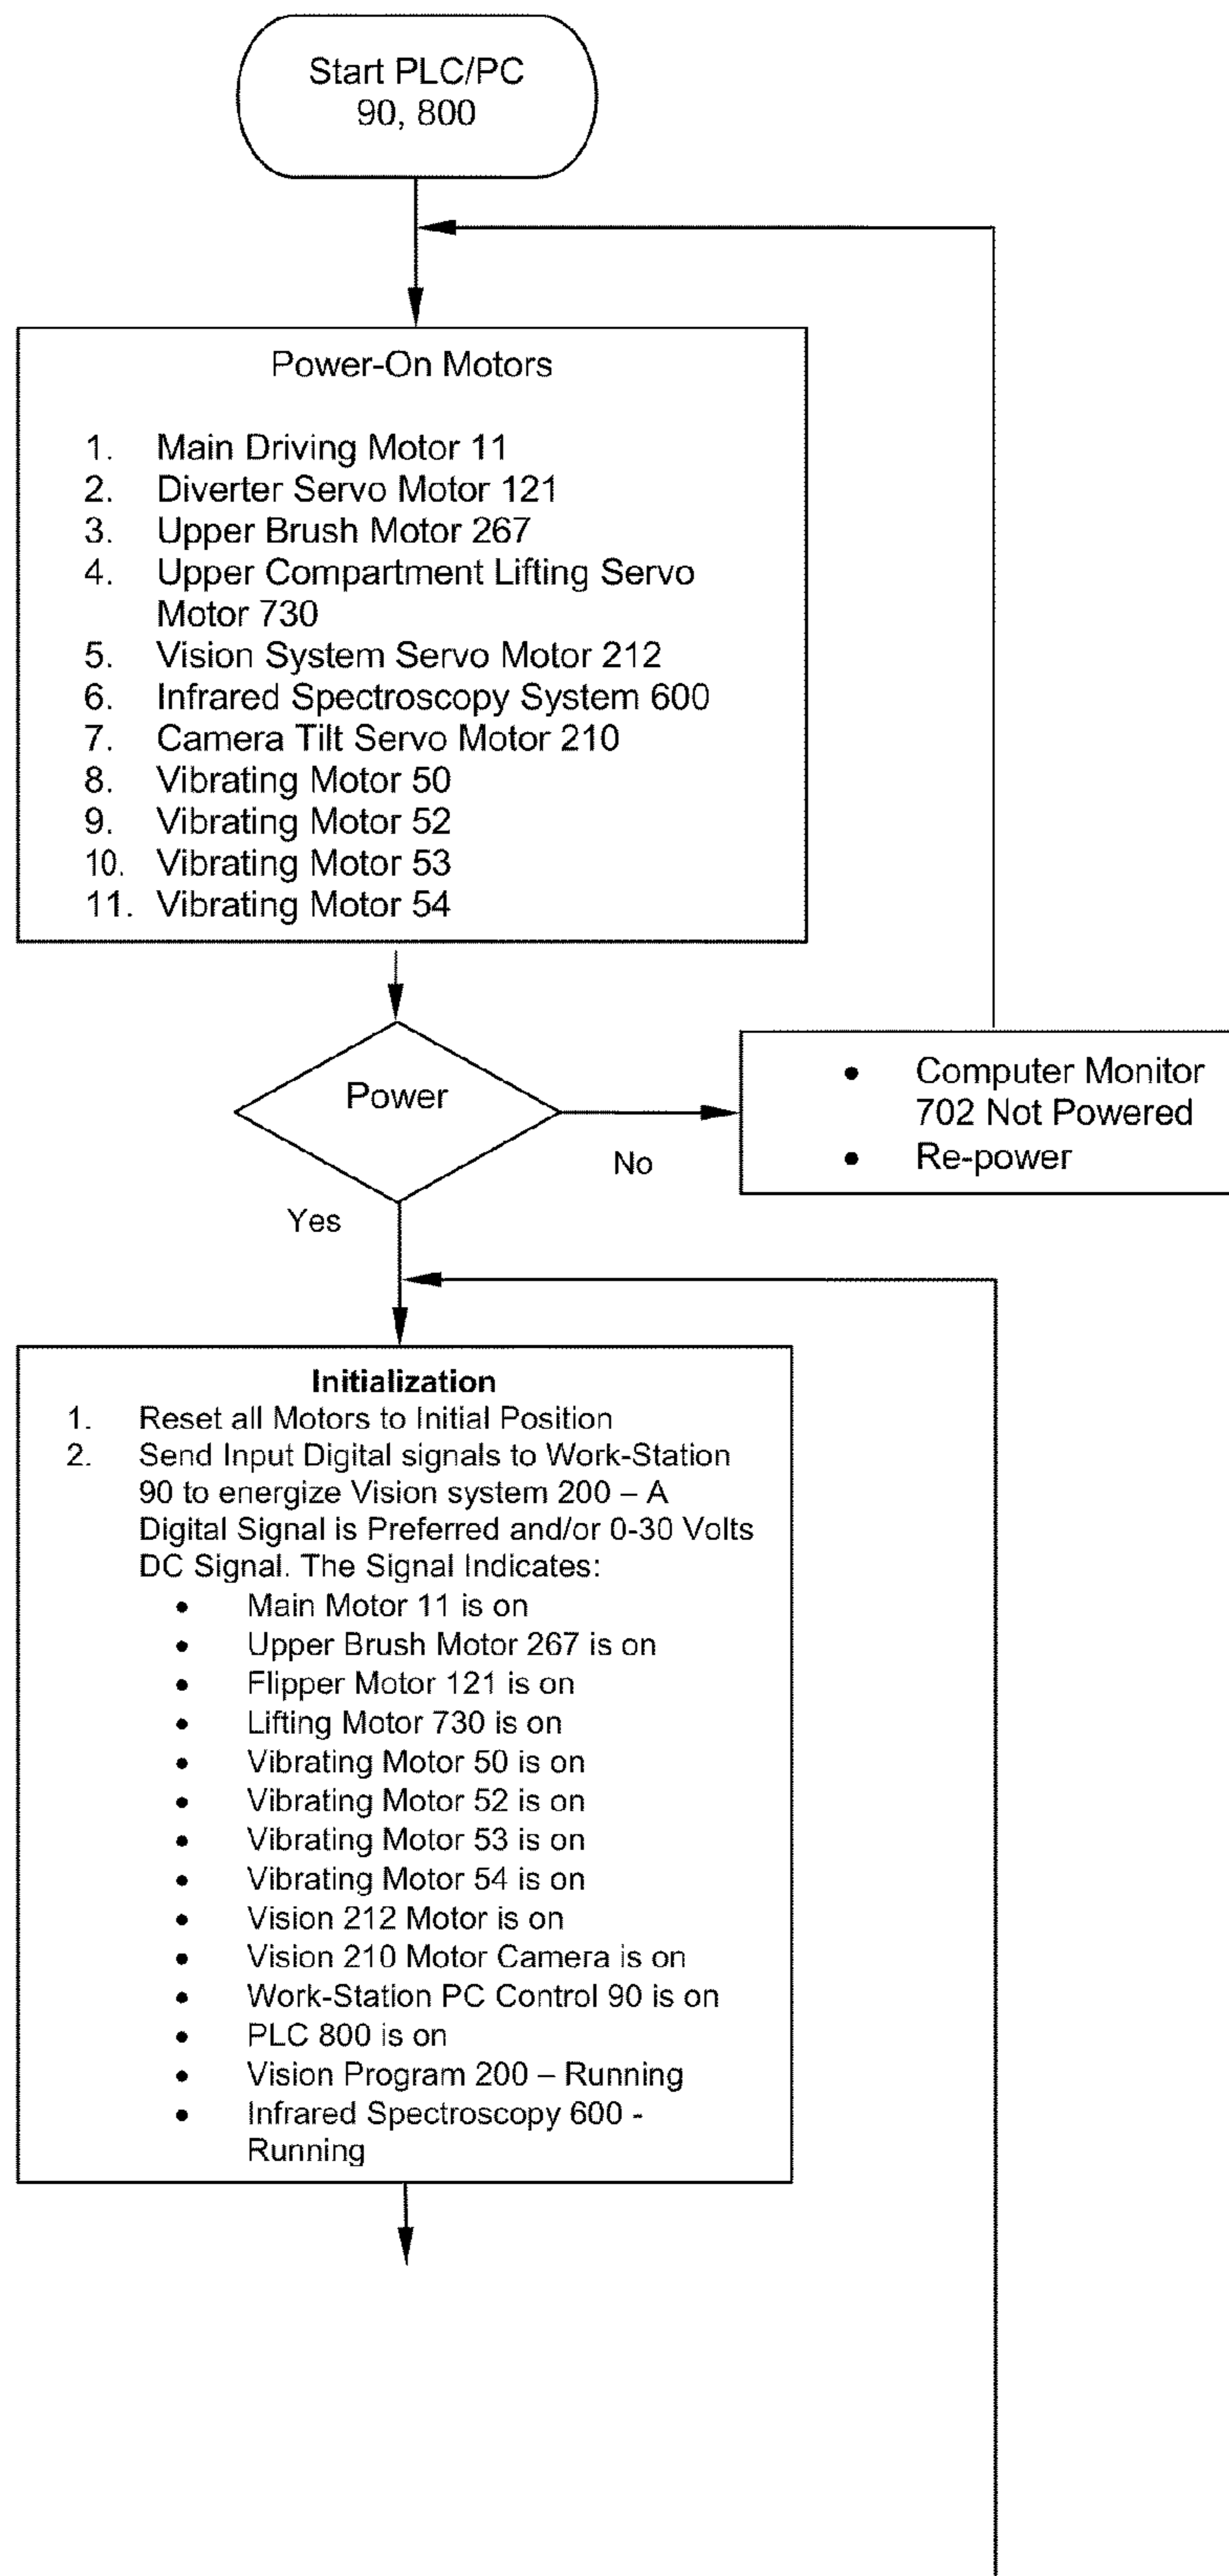 Start PLC/PC
90, 800
Power-On Motors
1. Main Driving Motor 11
2. Diverter Servo Motor 121
3. Upper Brush Motor 267
4. Upper Compartment Lifting Servo
Motor 730
5. Vision System Servo Motor 212
6. Infrared Spectroscopy System 600
7. Camera Tilt Servo Motor 210
8. Vibrating Motor 50
9. Vibrating Motor 52
10. Vibrating Motor 53
11. Vibrating Motor 54
Power
• Computer Monitor
702 Not Powered
• Re-power
No
Yes
Initialization
1. Reset all Motors to Initial Position
2. Send Input Digital signals to Work-Station
90 to energize Vision system 200 – A
Digital Signal is Preferred and/or 0-30 Volts
DC Signal. The Signal Indicates:
• Main Motor 11 is on
• Upper Brush Motor 267 is on
• Flipper Motor 121 is on
• Lifting Motor 730 is on
• Vibrating Motor 50 is on
• Vibrating Motor 52 is on
• Vibrating Motor 53 is on
• Vibrating Motor 54 is on
• Vision 212 Motor is on
• Vision 210 Motor Camera is on
• Work-Station PC Control 90 is on
• PLC 800 is on
• Vision Program 200 – Running
• Infrared Spectroscopy 600 -
Running